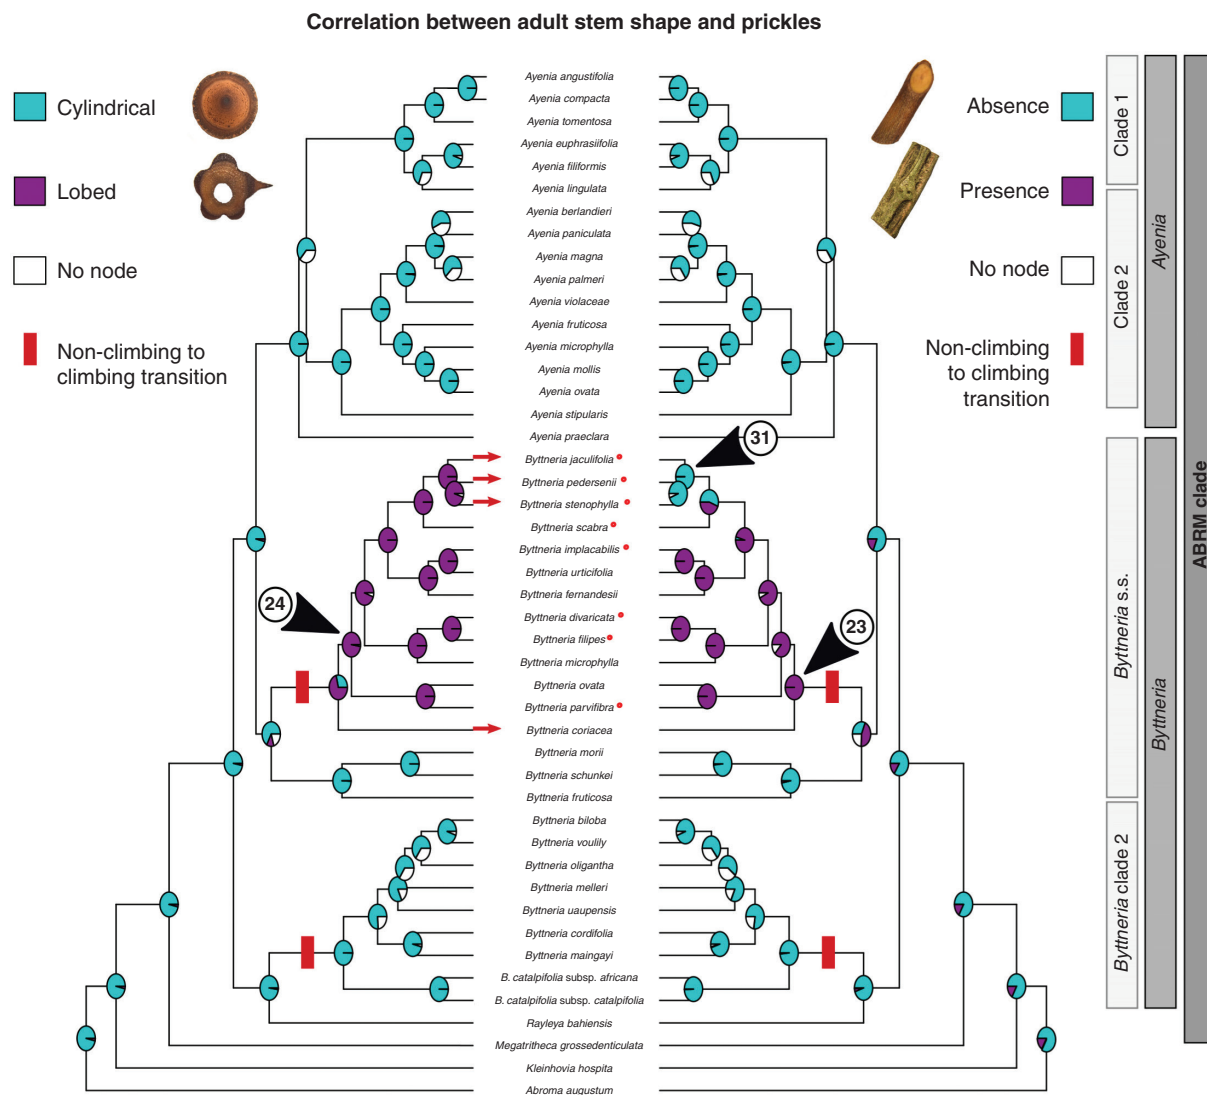 Correlation between adult stem shape and prickles
Cylindrical
Lobed
No node
Non-climbing to
climbing transition
Absence
Presence
No node
Non-climbing
to climbing
transition
Ayenia angustifolia
Ayenia compacta
Ayenia tomentosa
Ayenia euphrasiifolia
Ayenia filiformis
Ayenia lingulata
Ayenia berlandieri
Ayenia paniculata
Ayenia magna
Ayenia palmeri
Ayenia violaceae
Ayenia fruticosa
Ayenia microphylla
Ayenia mollis
Ayenia ovata
Ayenia stipularis
Ayenia praeclara
Byttneria jaculifolia
Byttneria pedersenii
Byttneria stenophylla
Byttneria scabra
Byttneria implacabilis
Byttneria urticifolia
Byttneria fernandesii
Byttneria divaricata
Byttneria filipes
Byttneria microphylla
Byttneria ovata
Byttneria parvifibra
Byttneria coriacea
Byttneria morii
Byttneria schunkei
Byttneria fruticosa
Byttneria biloba
Byttneria voulily
Byttneria oligantha
Byttneria melleri
Byttneria uaupensis
Byttneria cordifolia
Byttneria maingayi
B. catalpifolia subsp. africana
B. catalpifolia subsp. catalpifolia
Rayleya bahiensis
Megatritheca grossedenticulata
Kleinhovia hospita
Abroma augustum
24
31
23
Clade 1
Clade 2
Ayenia
Byttneria s.s.
Byttneria clade 2
Byttneria
ABRM clade